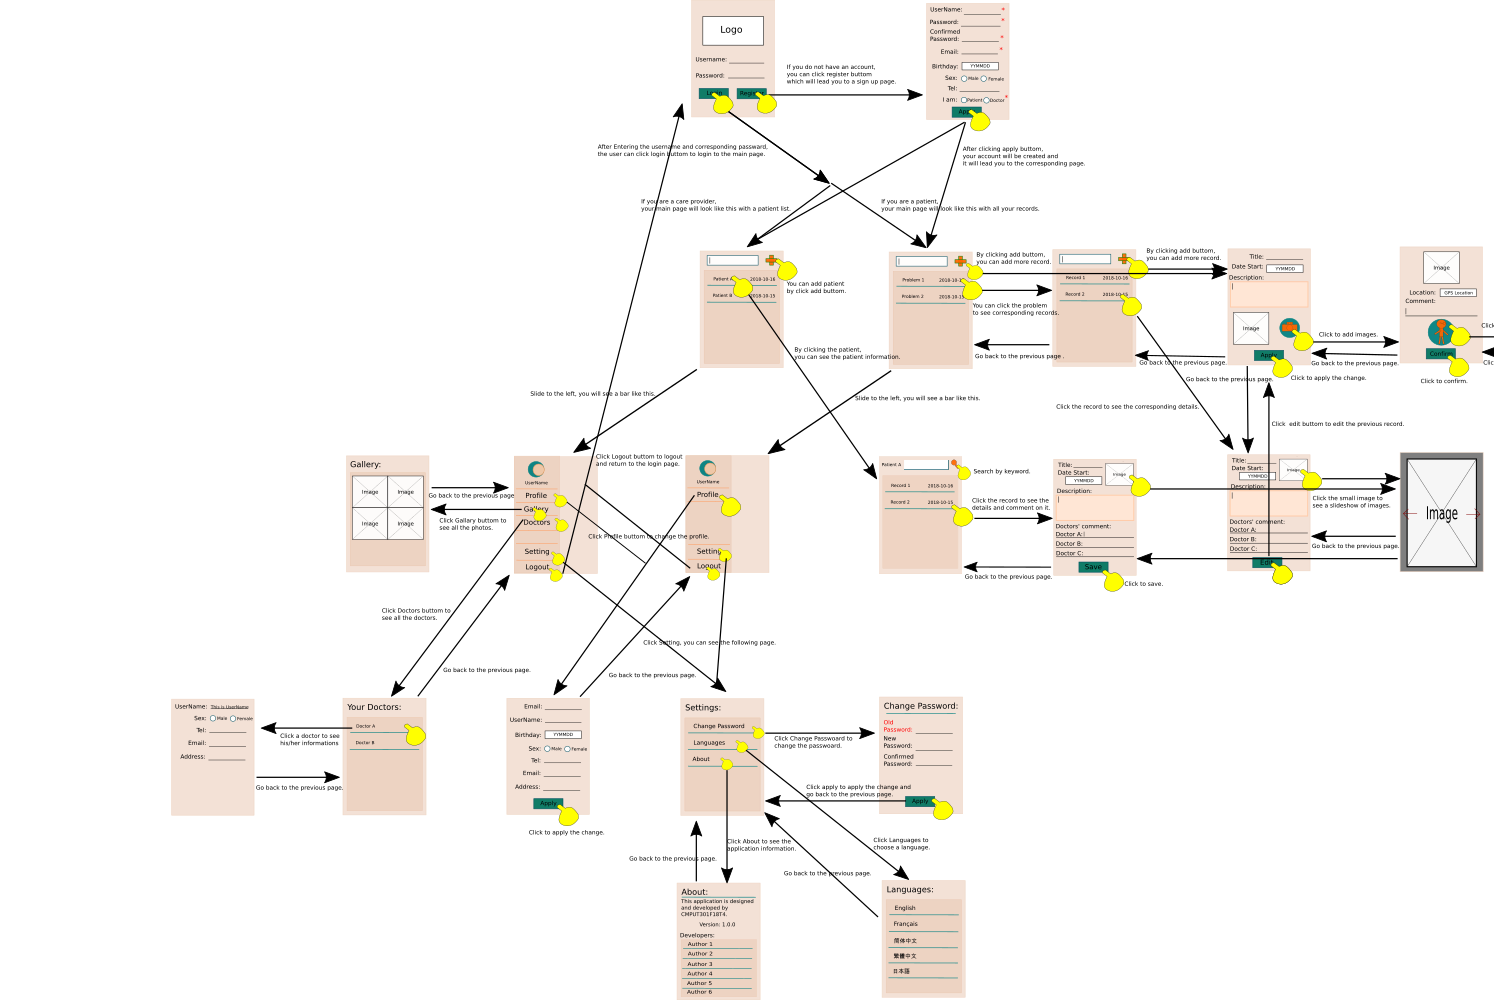 Logo
Username:
Password:
Register
If you do not have an account,
you can click register buttom
which will lead you to a sign up page.
UserName: *
Password: *
Confirmed
Password: *
Email: *
Birthday: YYMMDD
Sex: Male Female
Tel:
I am: Patient Doctor *
After Entering the username and corresponding password,
the user can click login buttom to login to the main page.
After clicking apply buttom,
your account will be created and
it will lead you to the corresponding page.
If you are a care provider,
your main page will look like this with a patient list.
If you are a patient,
your main page will look like this with all your records.
Patient A 2018-10-16
Patient B 2018-10-15
You can add patient
by click add buttom.
Problem 1 2018-10-1
Problem 2 2018-10-15
By clicking add buttom,
you can add more record.
You can click the problem
to see corresponding records.
Go back to the previous page .
Record 1 2018-10-16
Record 2 2018-10-15
By clicking add buttom,
you can add more record.
Go back to the previous page.
Title:
Date Start: YYMMDD
Description:
Image
Apply
Click to add images.
Go back to the previous page.
Click to apply the change.
Image
Location: GPS Location
Comment:
Confirm
Click to confirm.
Click
Clic
By clicking the patient,
you can see the patient information.
Slide to the left, you will see a bar like this.
Slide to the left, you will see a bar like this.
Go back to the previous page.
Click the record to see the corresponding details.
Click edit buttom to edit the previous record.
Gallery:
Image Image
Image Image
Go back to the previous page
Click Gallery buttom to
see all the photos.
UserName
Profile
Gallery
Doctors
Setting
Logout
Click Logout buttom to logout
and return to the login page.
Click Profile buttom to change the profile.
UserName
Profile
Setting
Logout
Patient A
Record 1 2018-10-16
Record 2 2018-10-15
Search by keyword.
Click the record to see the
details and comment on it.
Go back to the previous page.
Title:
Date Start:
YYMMDD
Image
Description:
Doctors' comment:
Doctor A:
Doctor B:
Doctor C:
Save
Click to save.
Title:
Date Start:
YYMMDD
Image
Description:
Doctors' comment:
Doctor A:
Doctor B:
Doctor C:
Edit
Click the small image to
see a slideshow of images.
Go back to the previous page.
Image
Click Doctors buttom to
see all the doctors.
Go back to the previous page.
Click Setting, you can see the following page.
Go back to the previous page.
UserName: This is UserName
Sex: Male Female
Tel:
Email:
Address:
Click a doctor to see
his/her informations
Go back to the previous page.
Your Doctors:
Doctor A
Doctor B
Email:
UserName:
Birthday: YYMMDD
Sex: Male Female
Tel:
Email:
Address:
Apply
Click to apply the change.
Settings:
Change Password
Languages
About
Click Change Passwoard to
change the passwoard.
Click apply to apply the change and
go back to the previous page.
Change Password:
Old
Password:
New
Password:
Confirmed
Password:
Apply
Click About to see the
application information.
Go back to the previous page.
Click Languages to
choose a language.
Go back to the previous page.
About:
This application is designed
and developed by
CMPUT301F18T4.
Version: 1.0.0
Developers:
Author 1
Author 2
Author 3
Author 4
Author 5
Author 6
Languages:
English
Français
简体中文
繁體中文
日本語